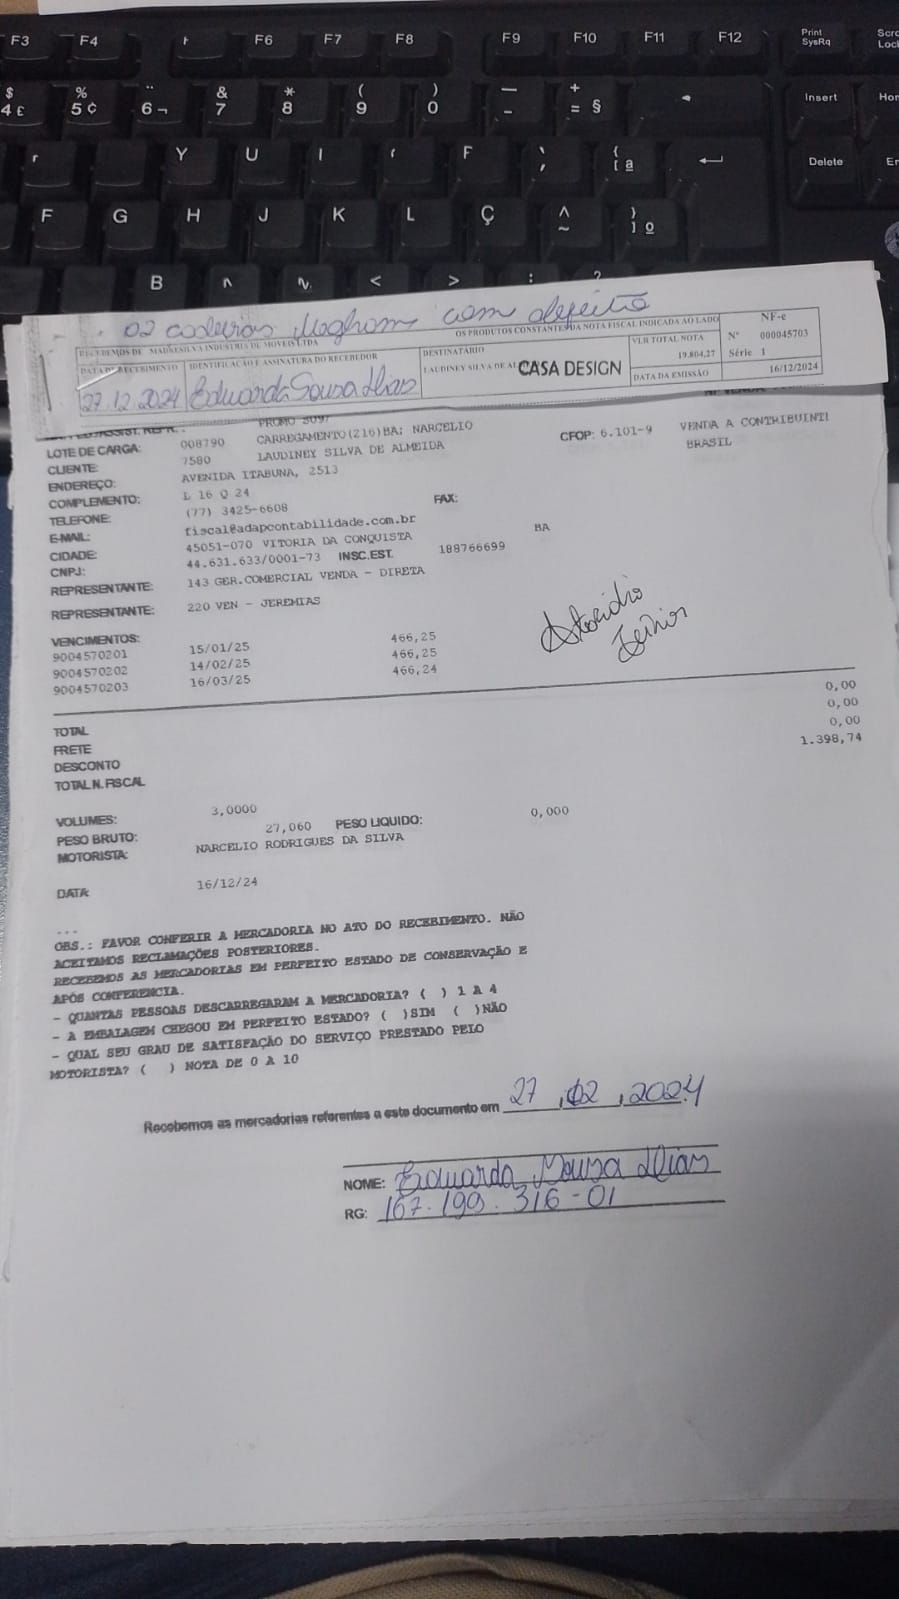 F3 F4 F6 F7 F8 F9 F10 F11 F12 Print SysRq Scro Lock
$ 4 £ % 5 ¢ ¨ 6 ¬ & 7 * 8 ( 9 ) 0 — - + = § Insert Hom
Y U I F ` ´ { [ ª Delete En
F G H J K L Ç ^ ~ } ] º
B < > : ?
02 com defeito
RECEBEMOS DE MADRESILVA INDUSTRIA DE MOVEIS LTDA OS PRODUTOS CONSTANTES DA NOTA FISCAL INDICADA AO LADO
NF-e
Nº 000045703
Série 1
DATA DE RECEBIMENTO
27.12.2024
IDENTIFICAÇÃO E ASSINATURA DO RECEBEDOR
Eduarda Sousa Dias
DESTINATÁRIO
LAUDINEY SILVA DE AL CASA DESIGN
VLR TOTAL NOTA
19.804,27
DATA DA EMISSÃO
16/12/2024
PROMO
LOTE DE CARGA: 008790 CARREGAMENTO(216)BA: NARCELIO CFOP: 6.101-9 VENDA A CONTRIBUINTI
CLIENTE: 7580 LAUDINEY SILVA DE ALMEIDA BRASIL
ENDEREÇO: AVENIDA ITABUNA, 2513
COMPLEMENTO: L 16 Q 24
TELEFONE: (77) 3425-6608 FAX:
E-MAIL: fiscal@adapcontabilidade.com.br
CIDADE: 45051-070 VITORIA DA CONQUISTA BA
CNPJ: 44.631.633/0001-73 INSC.EST. 188766699
REPRESENTANTE: 143 GER.COMERCIAL VENDA - DIRETA
REPRESENTANTE: 220 VEN - JEREMIAS
VENCIMENTOS:
9004570201 15/01/25 466,25
9004570202 14/02/25 466,25
9004570203 16/03/25 466,24
TOTAL 0,00
FRETE 0,00
DESCONTO 0,00
TOTAL N. FISCAL 1.398,74
VOLUMES: 3,0000
PESO BRUTO: 27,060 PESO LIQUIDO: 0,000
MOTORISTA: NARCELIO RODRIGUES DA SILVA
DATA: 16/12/24
...
OBS.: FAVOR CONFERIR A MERCADORIA NO ATO DO RECEBIMENTO. NÃO
ACEITAMOS RECLAMAÇÕES POSTERIORES.
RECEBEMOS AS MERCADORIAS EM PERFEITO ESTADO DE CONSERVAÇÃO E
APÓS CONFERENCIA.
- QUANTAS PESSOAS DESCARREGARAM A MERCADORIA? ( ) 1 A 4
- A EMBALAGEM CHEGOU EM PERFEITO ESTADO? ( )SIM ( )NÃO
- QUAL SEU GRAU DE SATISFAÇÃO DO SERVIÇO PRESTADO PELO
MOTORISTA? ( ) NOTA DE 0 A 10
Recebemos as mercadorias referentes a este documento em 27,12,2024
NOME: Eduarda Sousa Dias
RG: 167.199.316-01